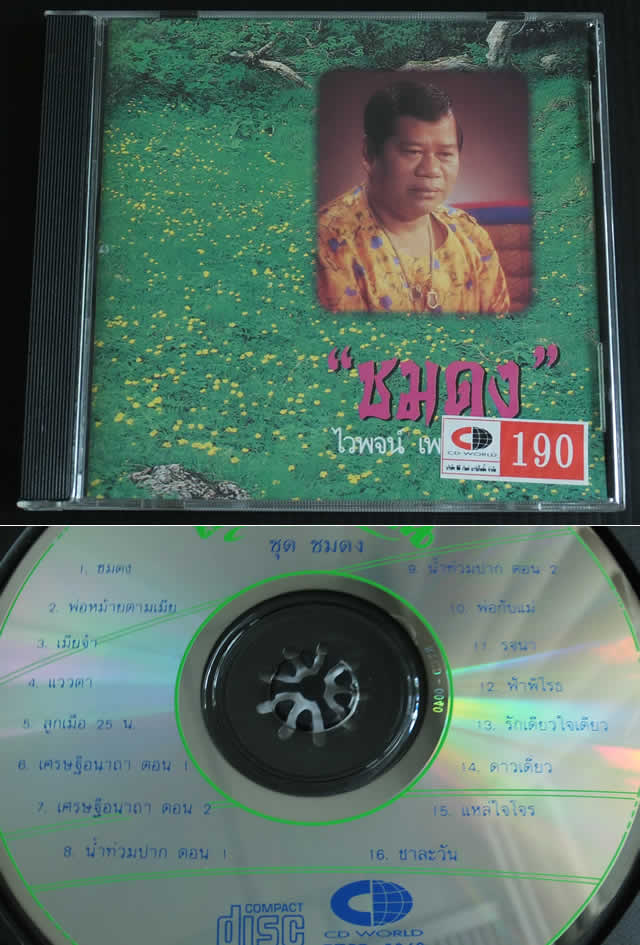 “ชมดง”
ไวพจน์
CD WORLD
190
ชุด ชมดง
1. ชมดง
2. พ่อหม้ายตามเมีย
3. เมียจ๋า
4. แววตา
5. ลูกเมือ 25 น.
6. เศรษฐีอนาถา ตอน 1
7. เศรษฐีอนาถา ตอน 2
8. น้ำท่วมปาก ตอน 1
9. น้ำท่วมปาก ตอน 2
10. พ่อกับแม่
11. รจนา
12. ฟ้าพิโรธ
13. รักเดียวใจเดียว
14. ดาวเดียว
15. แหล่ใจโจร
16. ชาละวัน
COMPACT
disc
CD WORLD